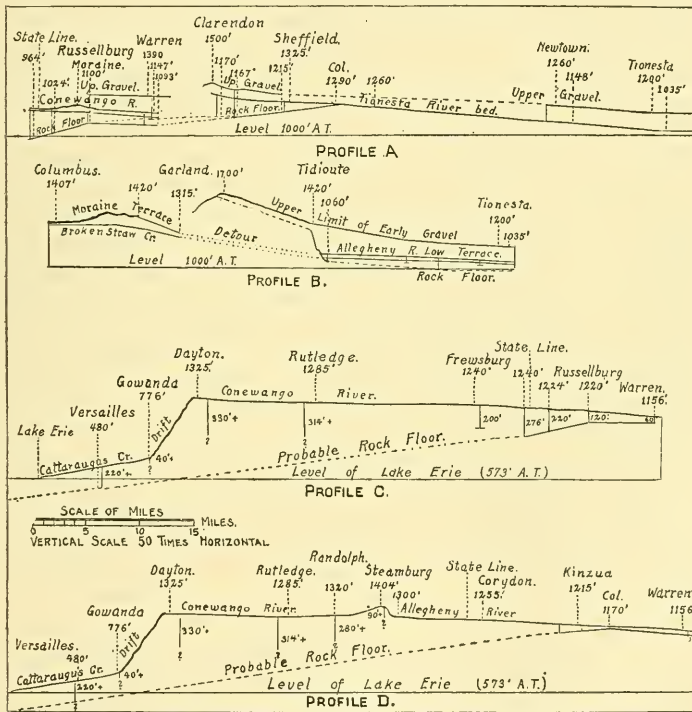 Clarendon
1500'
State Line.
964'
Russellburg
Moraine.
1100'
1024'
Up. Gravel.
Warren
1390
1147'
1093'
1170'
1167'
Up. Gravel
1215'
Sheffield.
1325'
Col.
1290'
1260'
Newtown.
1260'
1148'
Tionesta
1200'
1035'
Conewango R.
Rock Floor
Rock Floor.
Tionesta River bed.
Upper Gravel.
Level 1000' A.T.
PROFILE A
Columbus.
1407'
1420'
Garland.
1315'
1700'
Tidioute
1420'
1060'
Tionesta.
1200'
1035'
Moraine Terrace
Upper Limit of Early Gravel
Broken Straw Cr.
Detour
Allegheny R. Low Terrace.
Level 1000' A.T.
Rock Floor.
PROFILE B.
Dayton.
1325'
Rutledge.
1285'
Frewsburg
1240'
State Line.
1240'
Russellburg
1224'
1220'
Warren.
1156'
Gowanda
776'
Versailles
480'
Lake Erie
Conewango River.
Drift
330'+
314'+
200'
276'
220'
120'
40'
Cattaraugus Cr.
220'+
40'+
?
?
?
Probable Rock Floor.
Level of Lake Erie (573' A.T.)
PROFILE C.
SCALE OF MILES
0 5 10 15 MILES.
VERTICAL SCALE 50 TIMES HORIZONTAL
Dayton.
1325'
Rutledge.
1285'
Randolph.
1320'
Steamburg
1404'
1300'
State Line.
Corydon.
1255'
Kinzua
1215'
Col.
1170'
Warren
1156'
Gowanda
776'
Versailles.
480'
Conewango River.
Allegheny River
Drift
330'+
314'+
280'+
90'+
Cattaraugus Cr.
220'+
40'+
?
?
?
?
?
?
Probable Rock Floor.
Level of Lake Erie (573' A.T.)
PROFILE D.